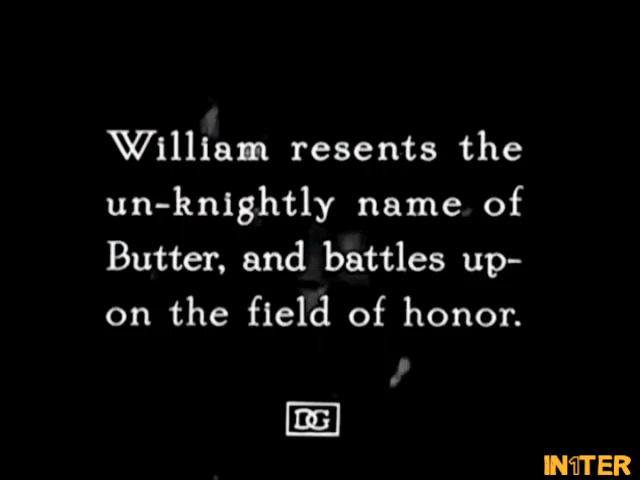 William resents the
un-knightly name of
Butter, and battles up-
on the field of honor.
DG
IN1TER